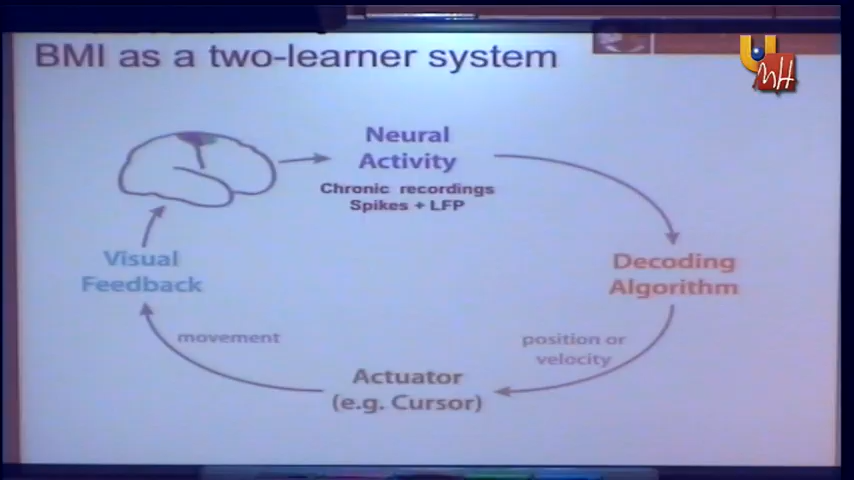 BMI as a two-learner system
U
MH
Neural
Activity
Chronic recordings
Spikes + LFP
Visual
Feedback
Decoding
Algorithm
movement
position or
velocity
Actuator
(e.g. Cursor)